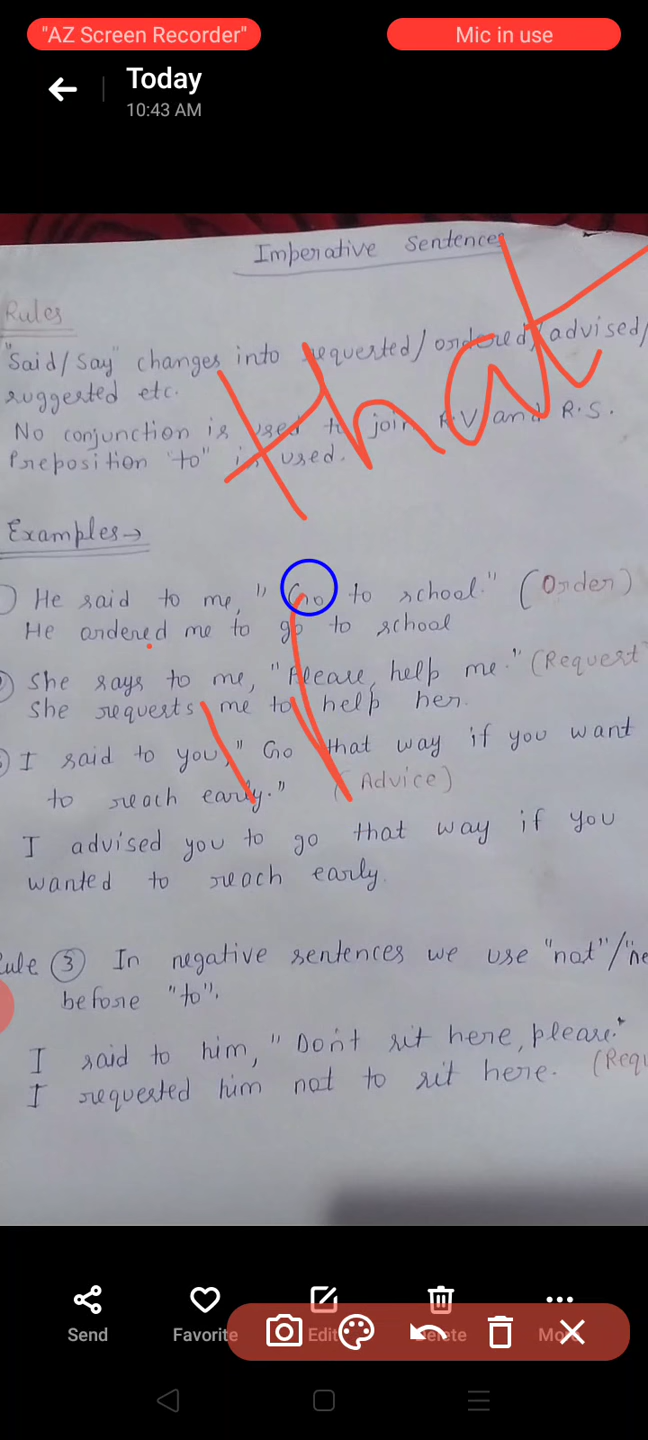 "AZ Screen Recorder"
Mic in use
Today
10:43 AM
Imperative Sentences
Rules
"Said/Say" changes into requested/ordered/advised/
suggested etc.
that
No conjunction is used to join R.V and R.S.
Preposition "to" is used.
Examples→
He said to me, "Go to school." (Order)
He ordered me to go to school
She says to me, "Please, help me." (Request
She requests me to help her.
I said to you, "Go that way if you want
to reach early." (Advice)
I advised you to go that way if you
wanted to reach early.
Rule 3 In negative sentences we use "not"/"ne
before "to".
I said to him, "Don't sit here, please."
I requested him not to sit here. (Requ
Send
Favorite
Edit
Delete
More